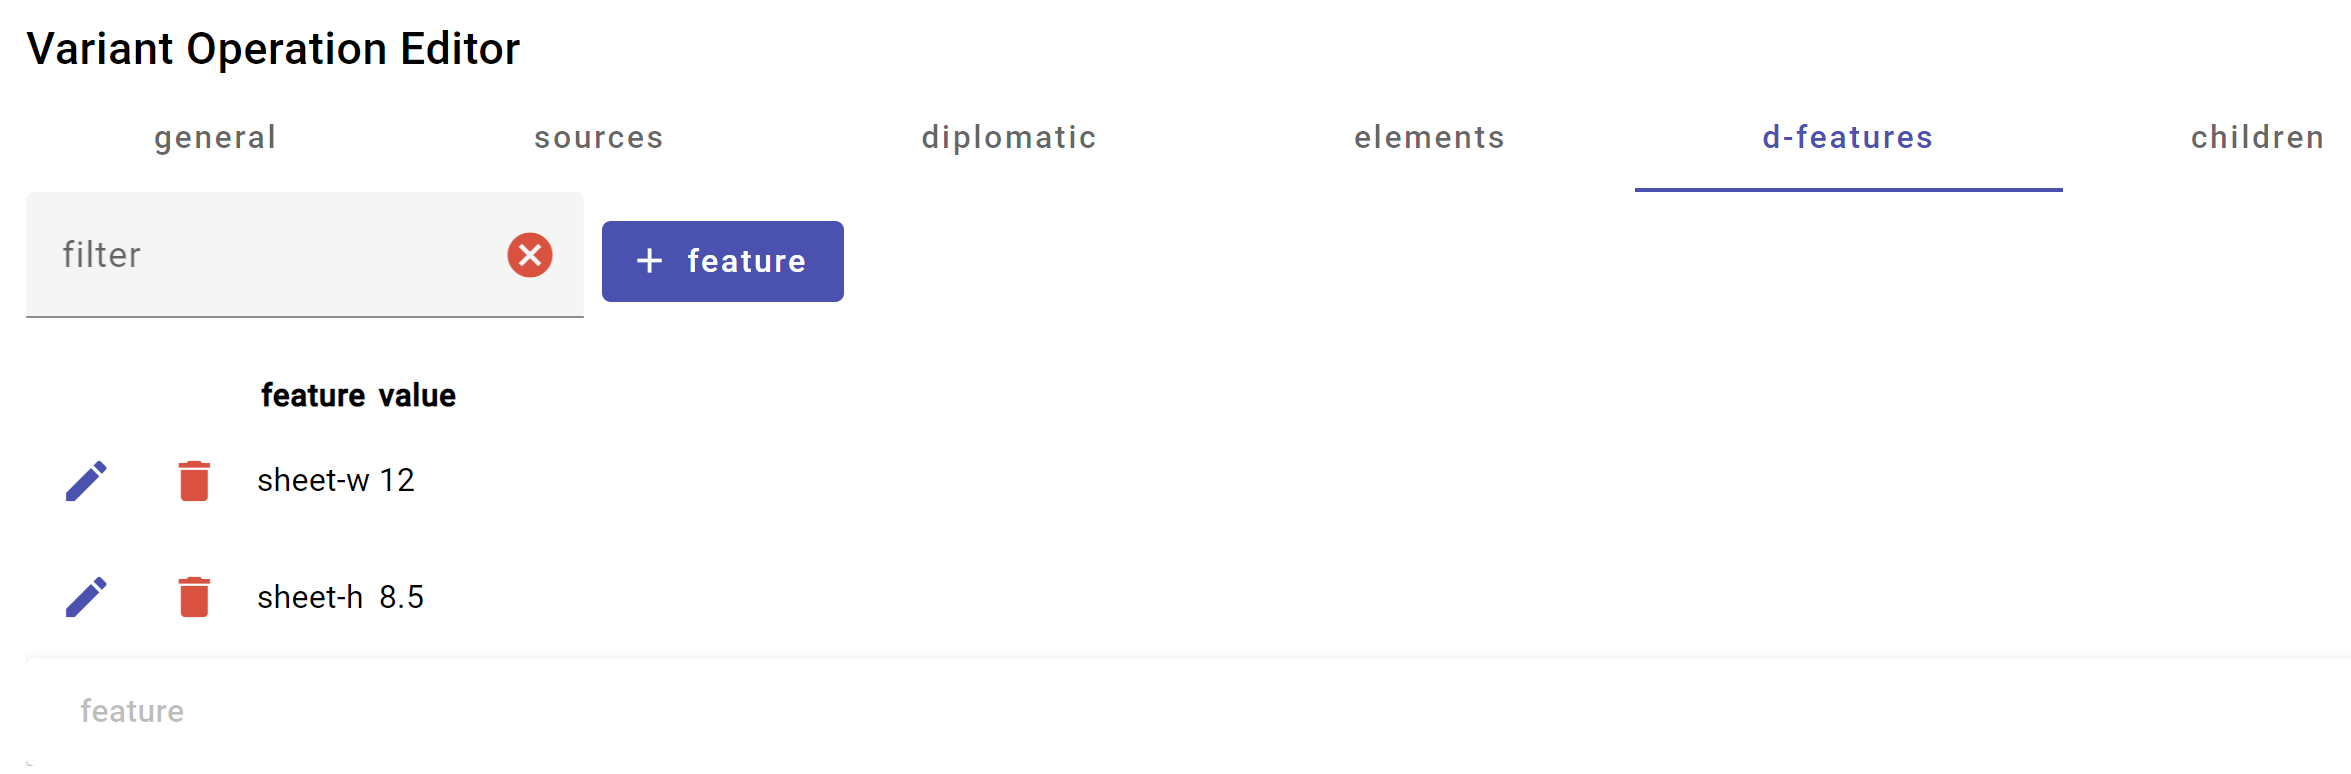 Variant Operation Editor
general sources diplomatic elements d-features children
filter + feature
feature value
sheet-w 12
sheet-h 8.5
feature